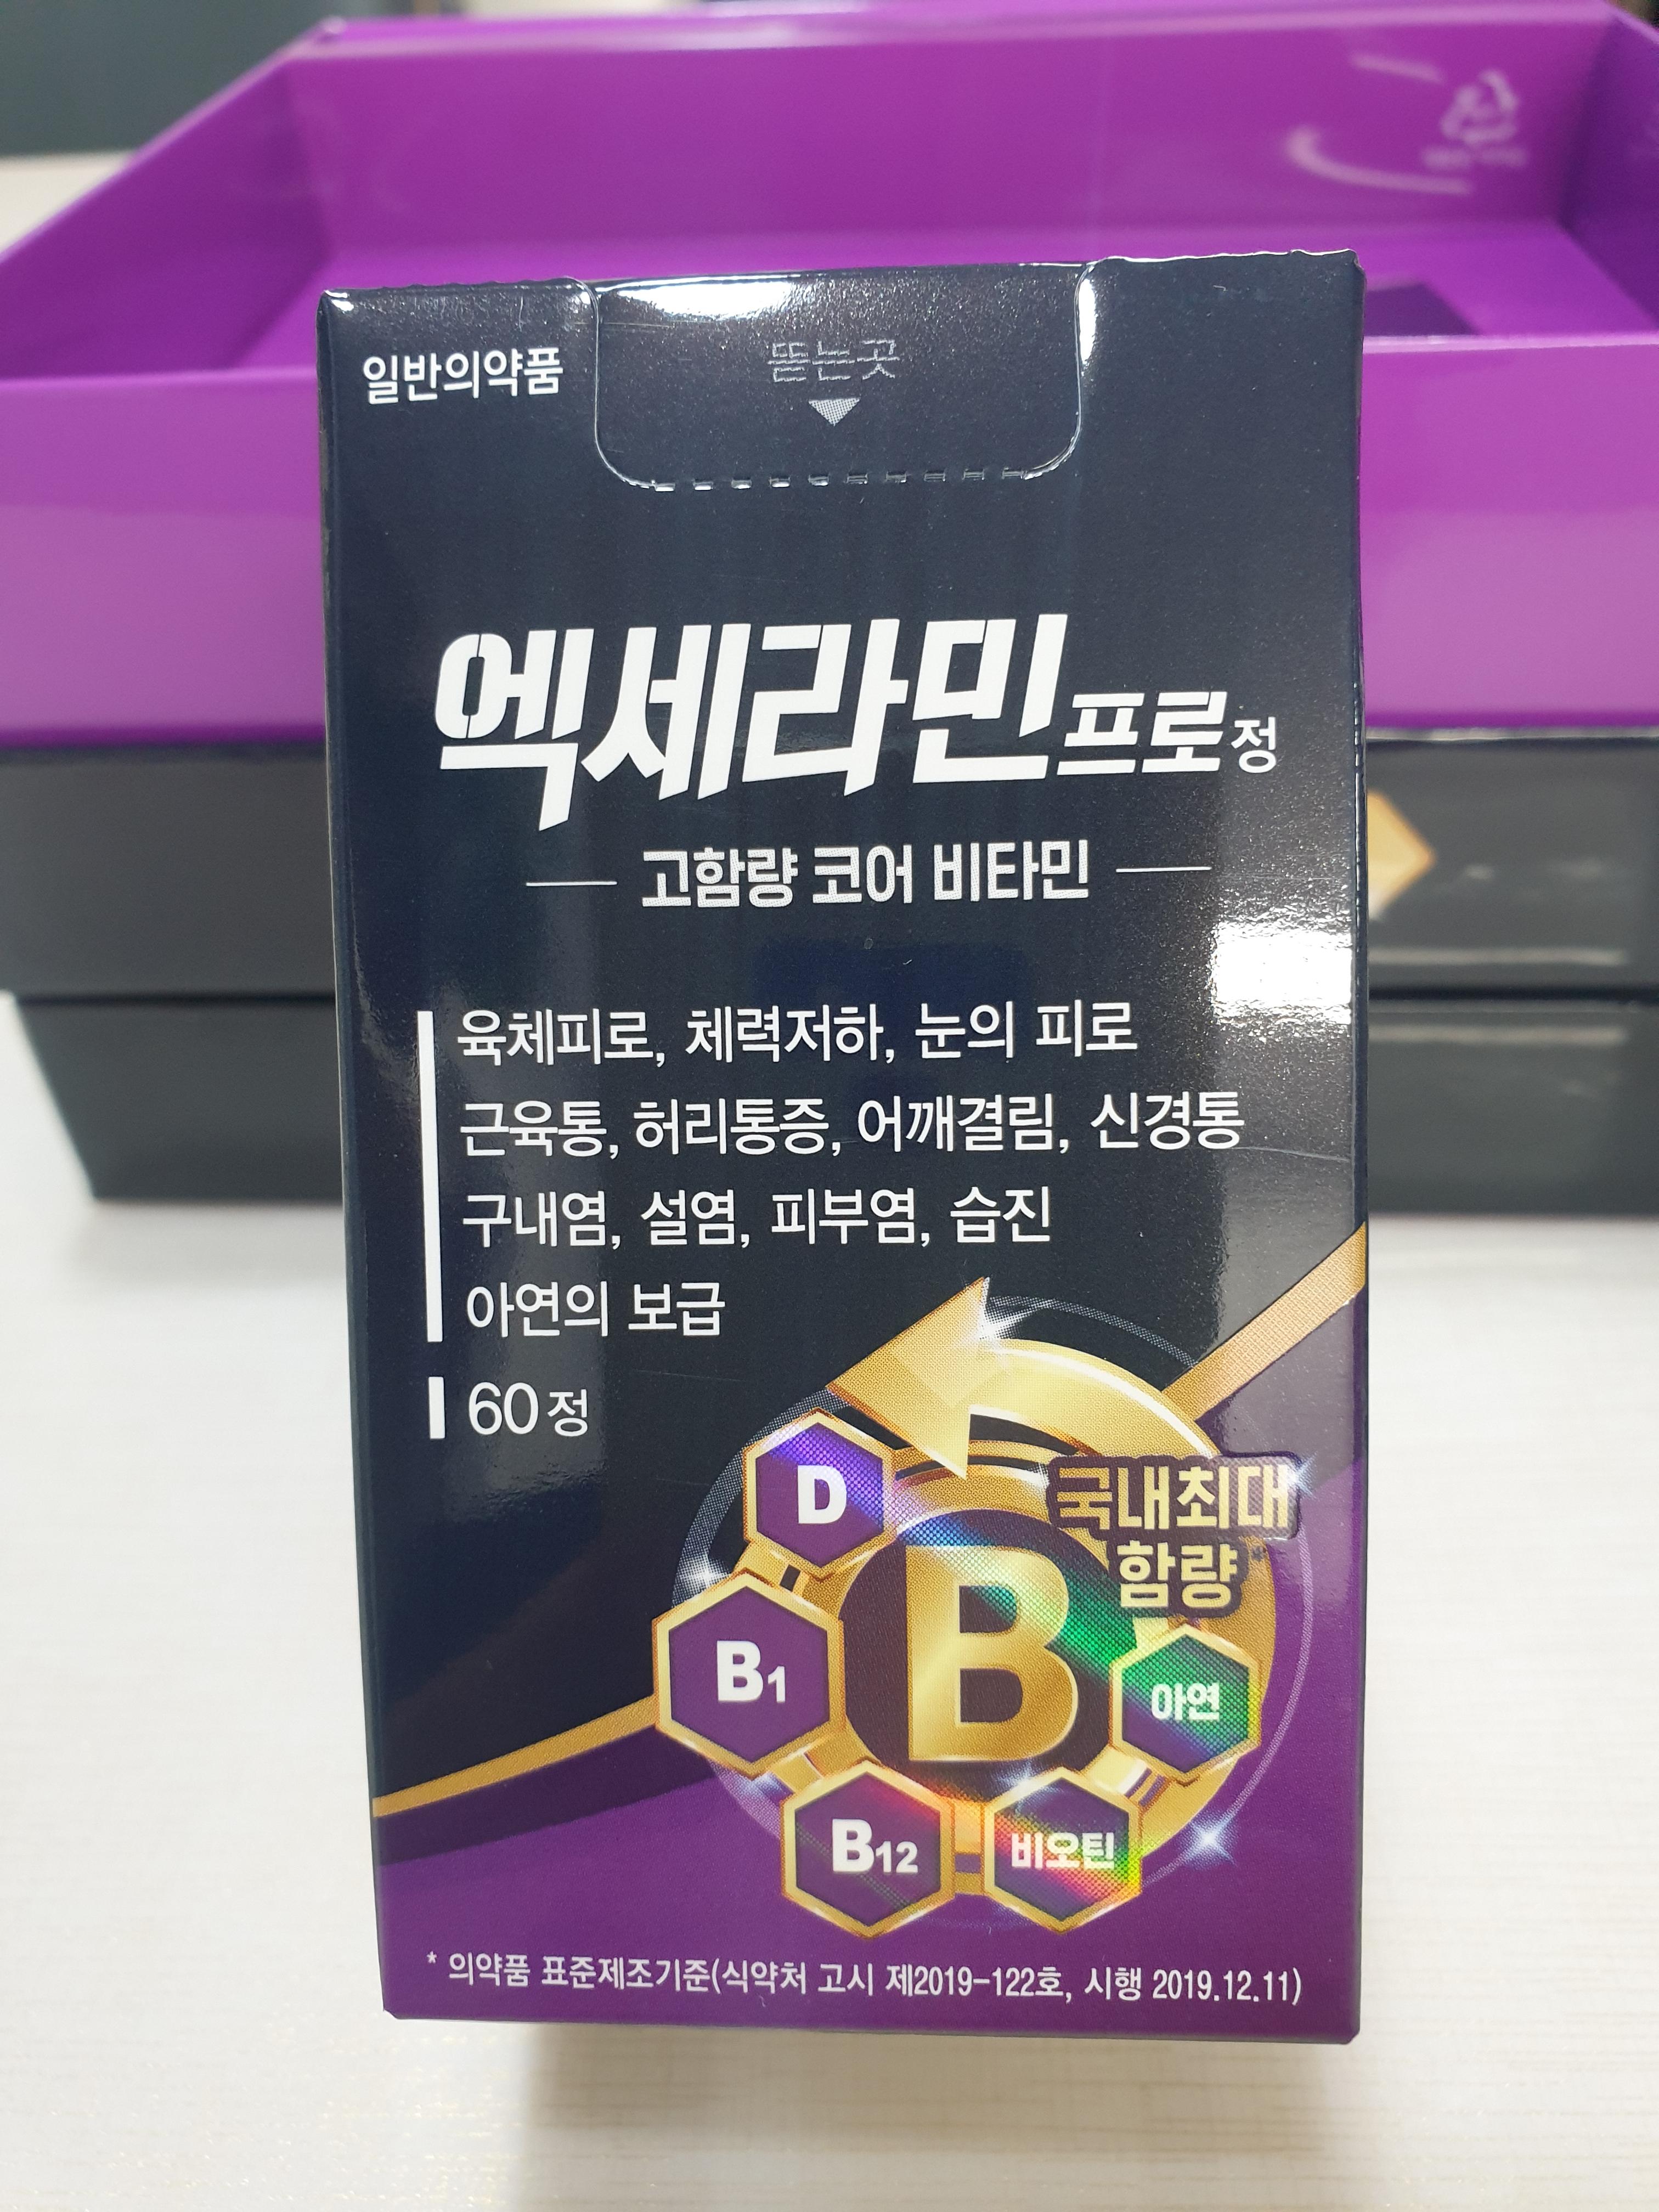 일반의약품
뜯는곳
엑세라민프로정
고함량 코어 비타민
육체피로, 체력저하, 눈의 피로
근육통, 허리통증, 어깨결림, 신경통
구내염, 설염, 피부염, 습진
아연의 보급
60정
D
국내최대
함량*
B
B1
아연
B12
비오틴
* 의약품 표준제조기준(식약처 고시 제2019-122호, 시행 2019.12.11)